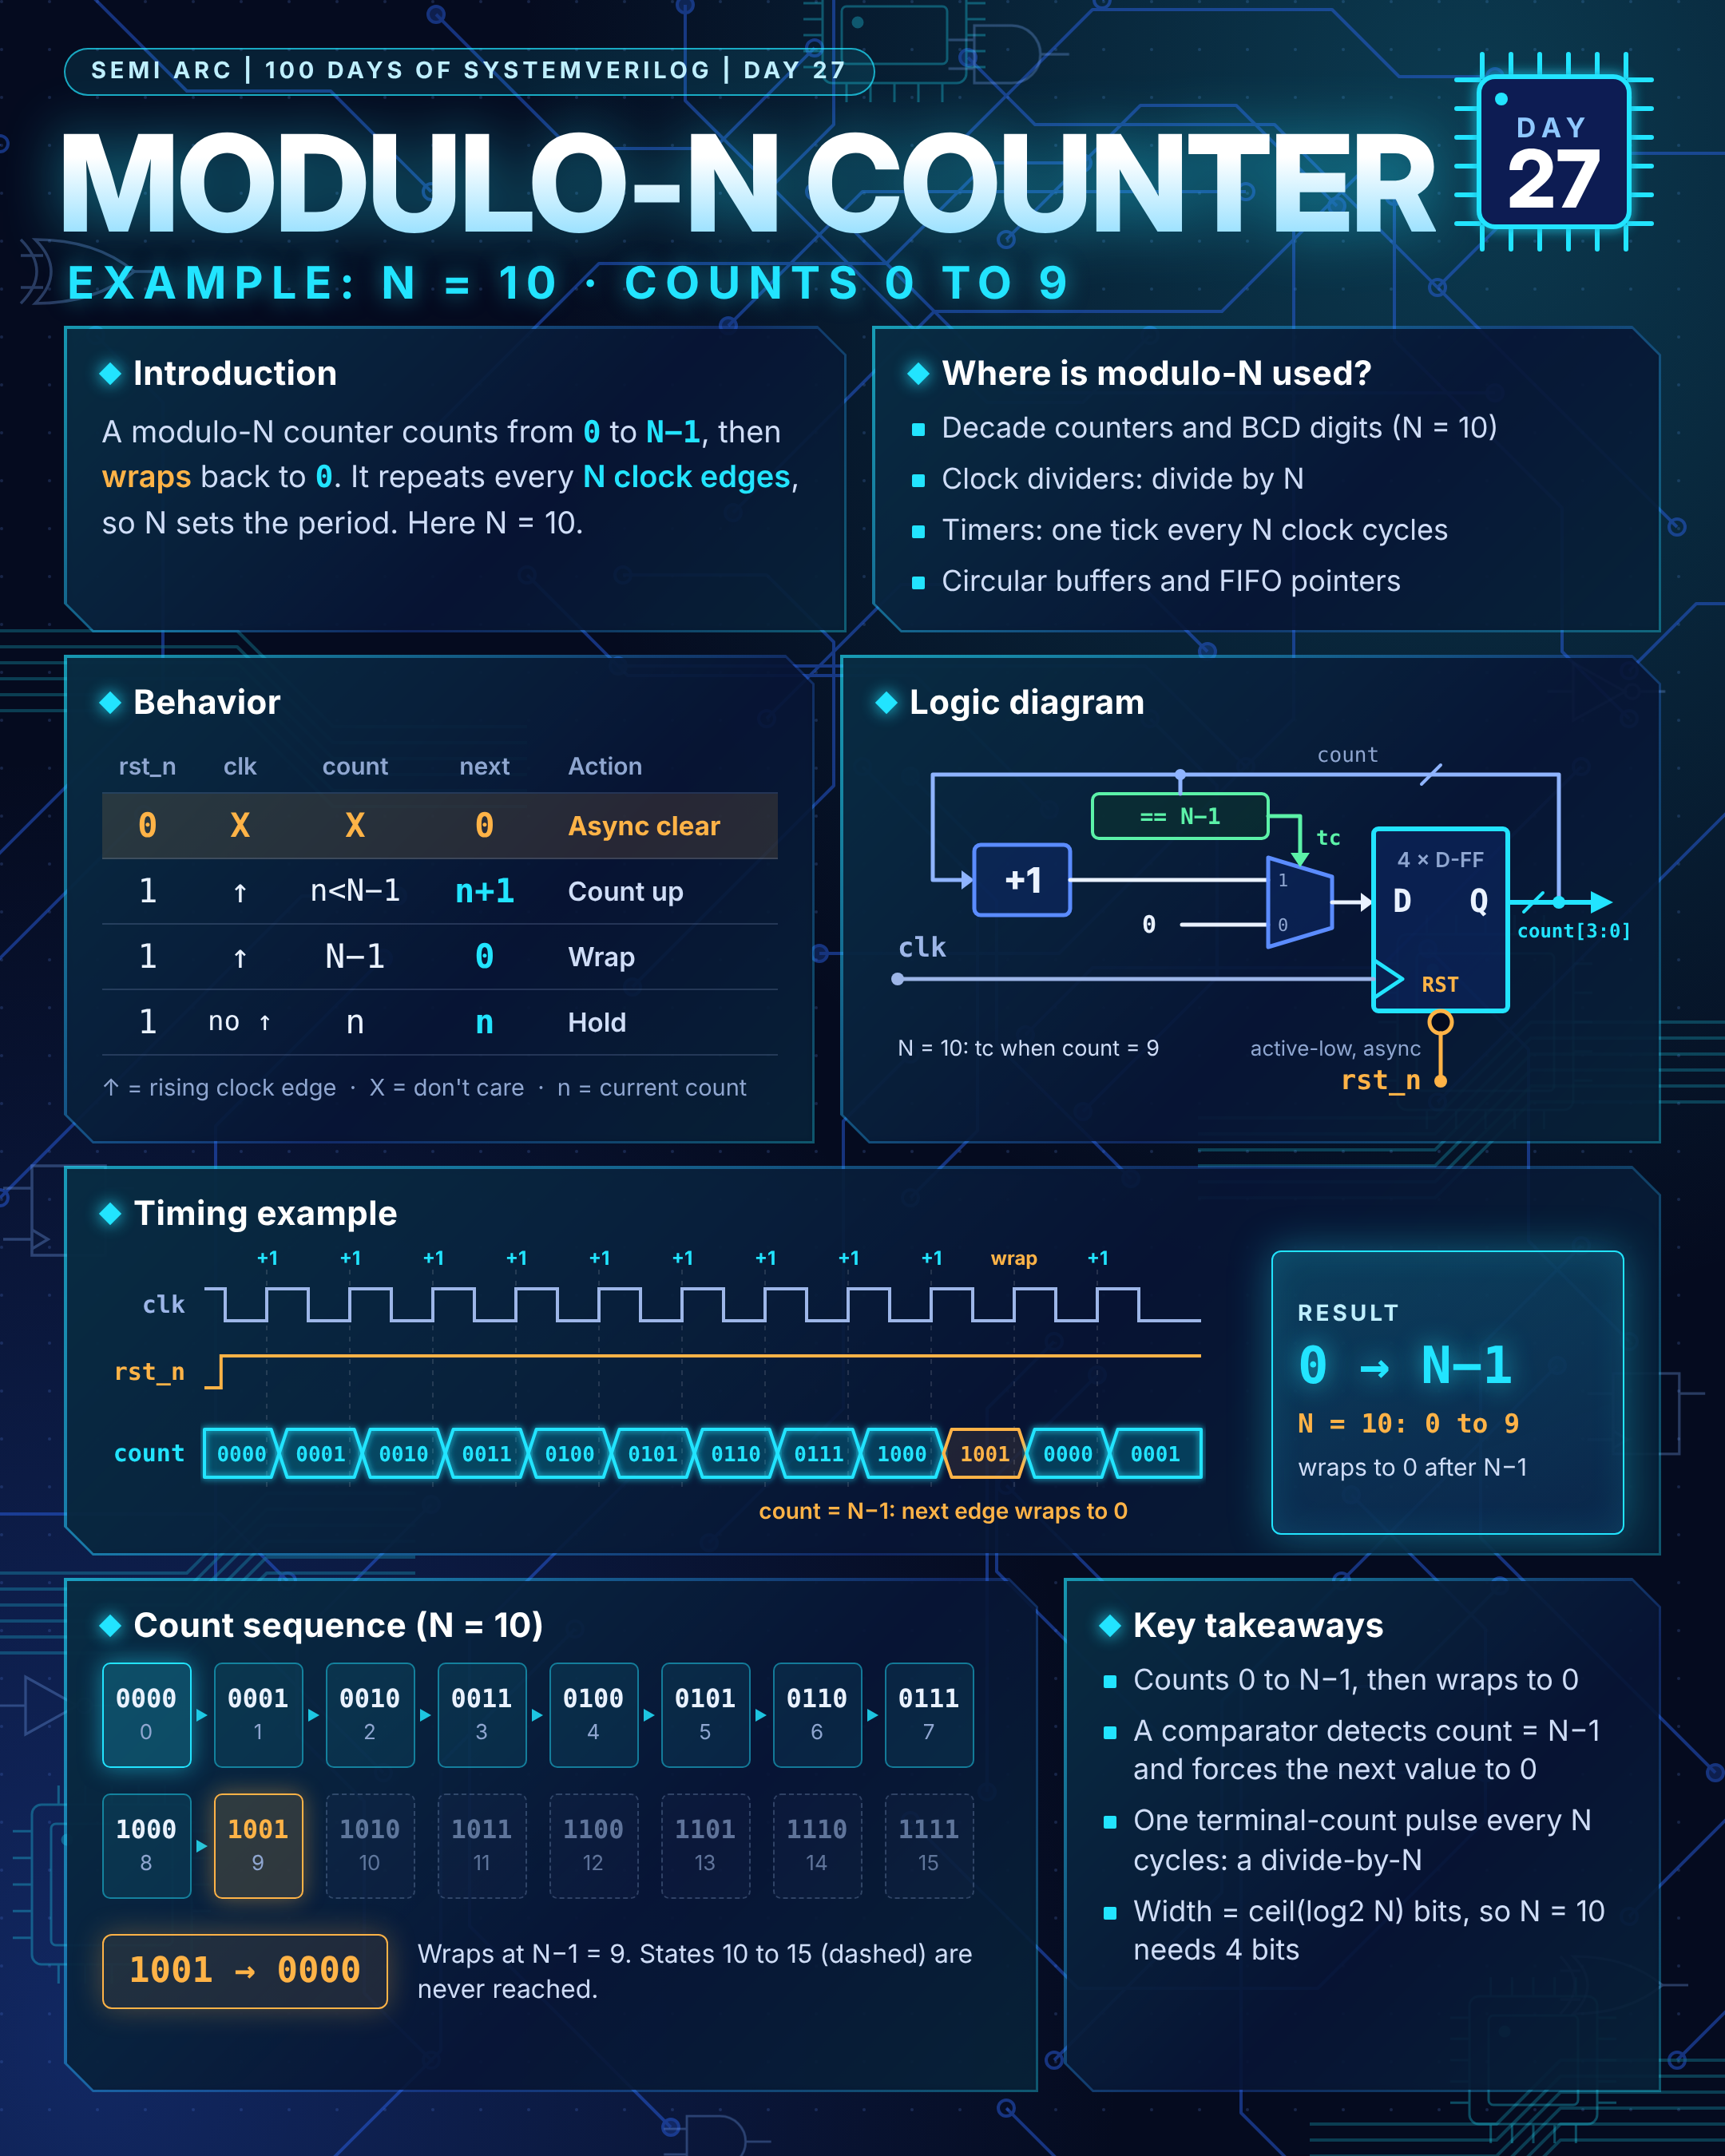 SEMI ARC | 100 DAYS OF SYSTEMVERILOG | DAY 27
DAY
27
MODULO-N COUNTER
EXAMPLE: N = 10 · COUNTS 0 TO 9
Introduction
A modulo-N counter counts from 0 to N−1, then
wraps back to 0. It repeats every N clock edges,
so N sets the period. Here N = 10.
Where is modulo-N used?
Decade counters and BCD digits (N = 10)
Clock dividers: divide by N
Timers: one tick every N clock cycles
Circular buffers and FIFO pointers
Behavior
rst_n clk count next Action
0 X X 0 Async clear
1 ↑ n<N−1 n+1 Count up
1 ↑ N−1 0 Wrap
1 no ↑ n n Hold
↑ = rising clock edge · X = don't care · n = current count
Logic diagram
count
== N−1
tc
+1
1
0
0
4 × D-FF
D Q
count[3:0]
clk
RST
N = 10: tc when count = 9
active-low, async
rst_n
Timing example
+1 +1 +1 +1 +1 +1 +1 +1 +1 wrap +1
clk
rst_n
count 0000 0001 0010 0011 0100 0101 0110 0111 1000 1001 0000 0001
count = N−1: next edge wraps to 0
RESULT
0 → N−1
N = 10: 0 to 9
wraps to 0 after N−1
Count sequence (N = 10)
0000 0001 0010 0011 0100 0101 0110 0111
0 1 2 3 4 5 6 7
1000 1001 1010 1011 1100 1101 1110 1111
8 9 10 11 12 13 14 15
1001 → 0000
Wraps at N−1 = 9. States 10 to 15 (dashed) are
never reached.
Key takeaways
Counts 0 to N−1, then wraps to 0
A comparator detects count = N−1
and forces the next value to 0
One terminal-count pulse every N
cycles: a divide-by-N
Width = ceil(log2 N) bits, so N = 10
needs 4 bits